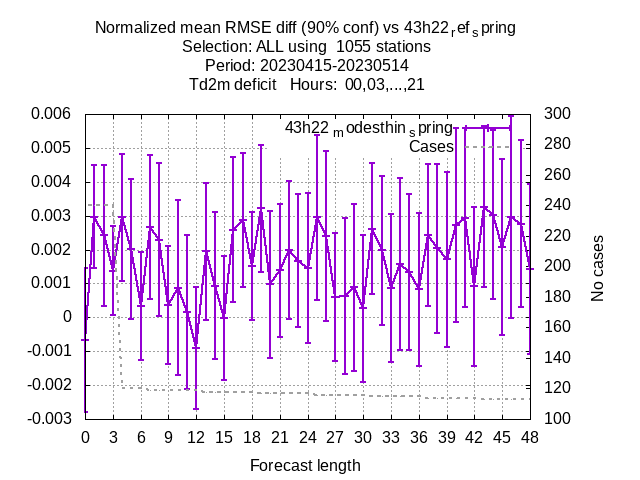 Normalized mean RMSE diff (90% conf) vs 43h22refspring
Selection: ALL using 1055 stations
Period: 20230415-20230514
Td2m deficit Hours: 00,03,...,21
43h22modesthinspring
Cases
0.006
0.005
0.004
0.003
0.002
0.001
0
-0.001
-0.002
-0.003
300
280
260
240
220
200
180
160
140
120
100
No cases
0 3 6 9 12 15 18 21 24 27 30 33 36 39 42 45 48
Forecast length